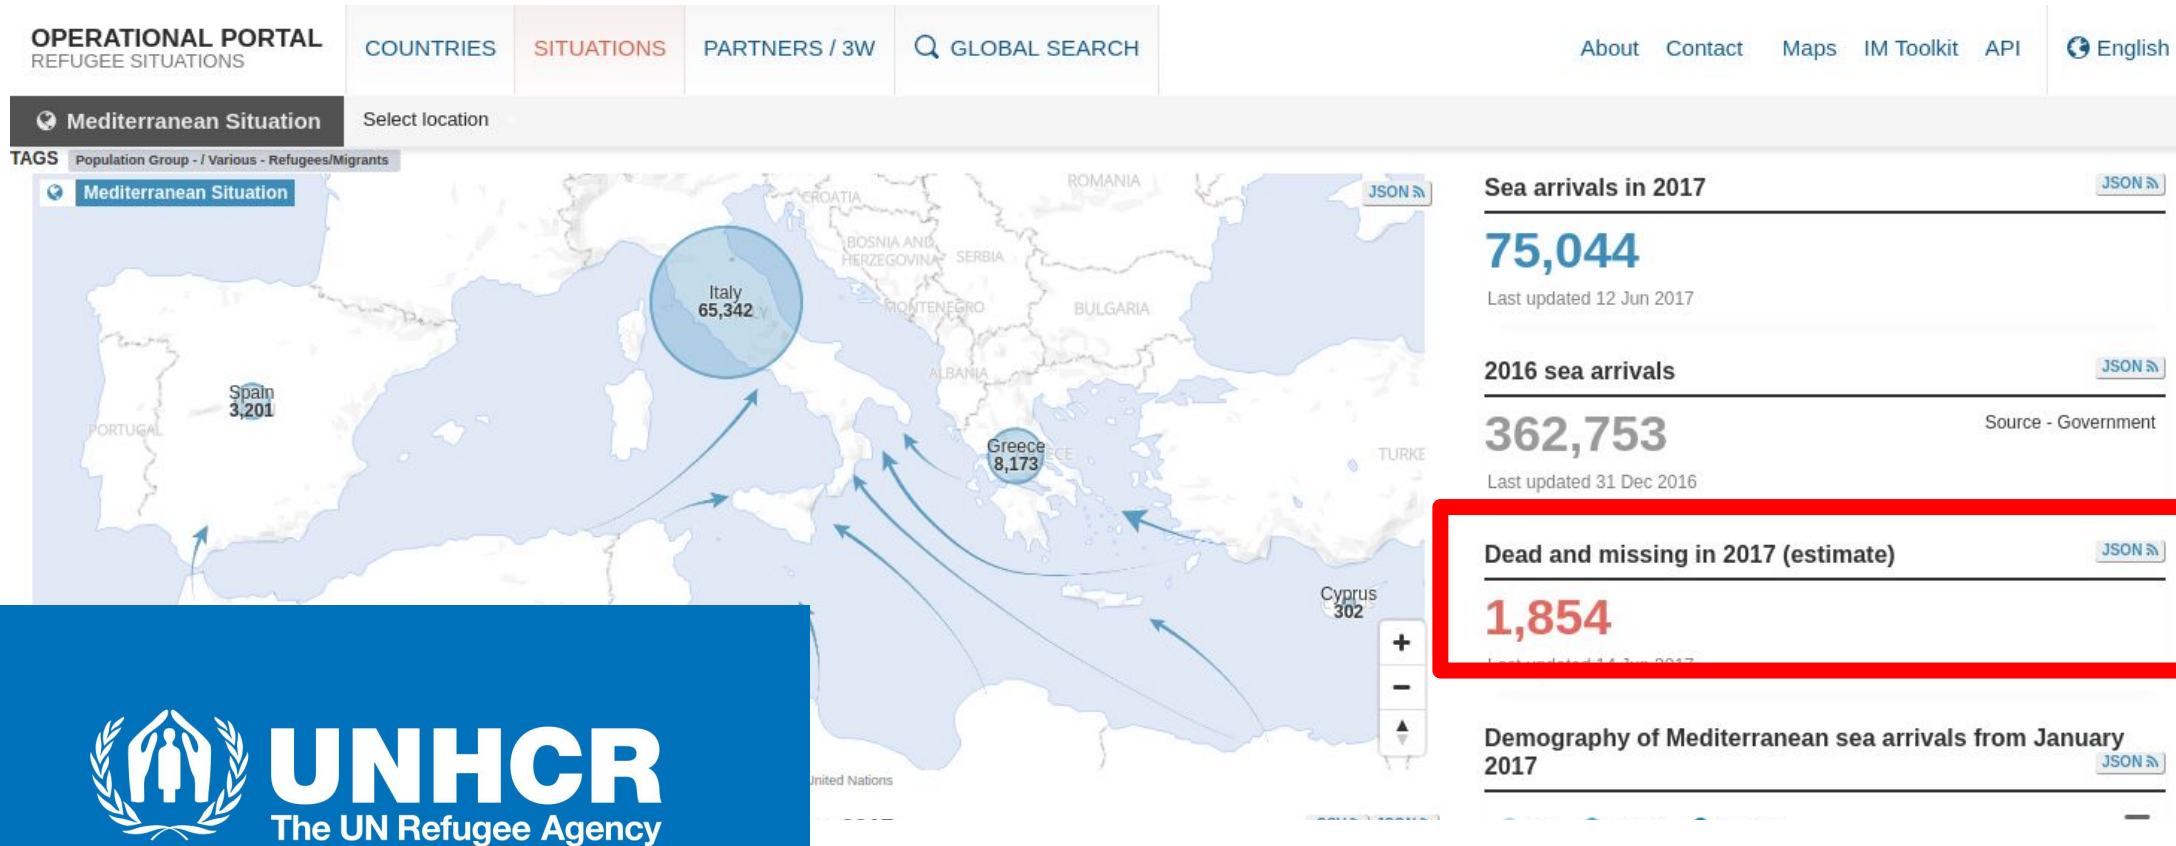 OPERATIONAL PORTAL
REFUGEE SITUATIONS
COUNTRIES
SITUATIONS
PARTNERS / 3W
GLOBAL SEARCH
About
Contact
Maps
IM Toolkit
API
English
Mediterranean Situation
Select location
TAGS
Population Group - / Various - Refugees/Migrants
Mediterranean Situation
JSON
ROMANIA
CROATIA
BOSNIA AND
HERZEGOVINA
SERBIA
MONTENEGRO
BULGARIA
ALBANIA
PORTUGAL
TURKE
Italy
65,342
Spain
3,201
Greece
8,173
Cyprus
302
+
−
United Nations
Sea arrivals in 2017
JSON
75,044
Last updated 12 Jun 2017
2016 sea arrivals
JSON
362,753
Source - Government
Last updated 31 Dec 2016
Dead and missing in 2017 (estimate)
JSON
1,854
Last updated 14 Jun 2017
Demography of Mediterranean sea arrivals from January
2017
JSON
UNHCR
The UN Refugee Agency